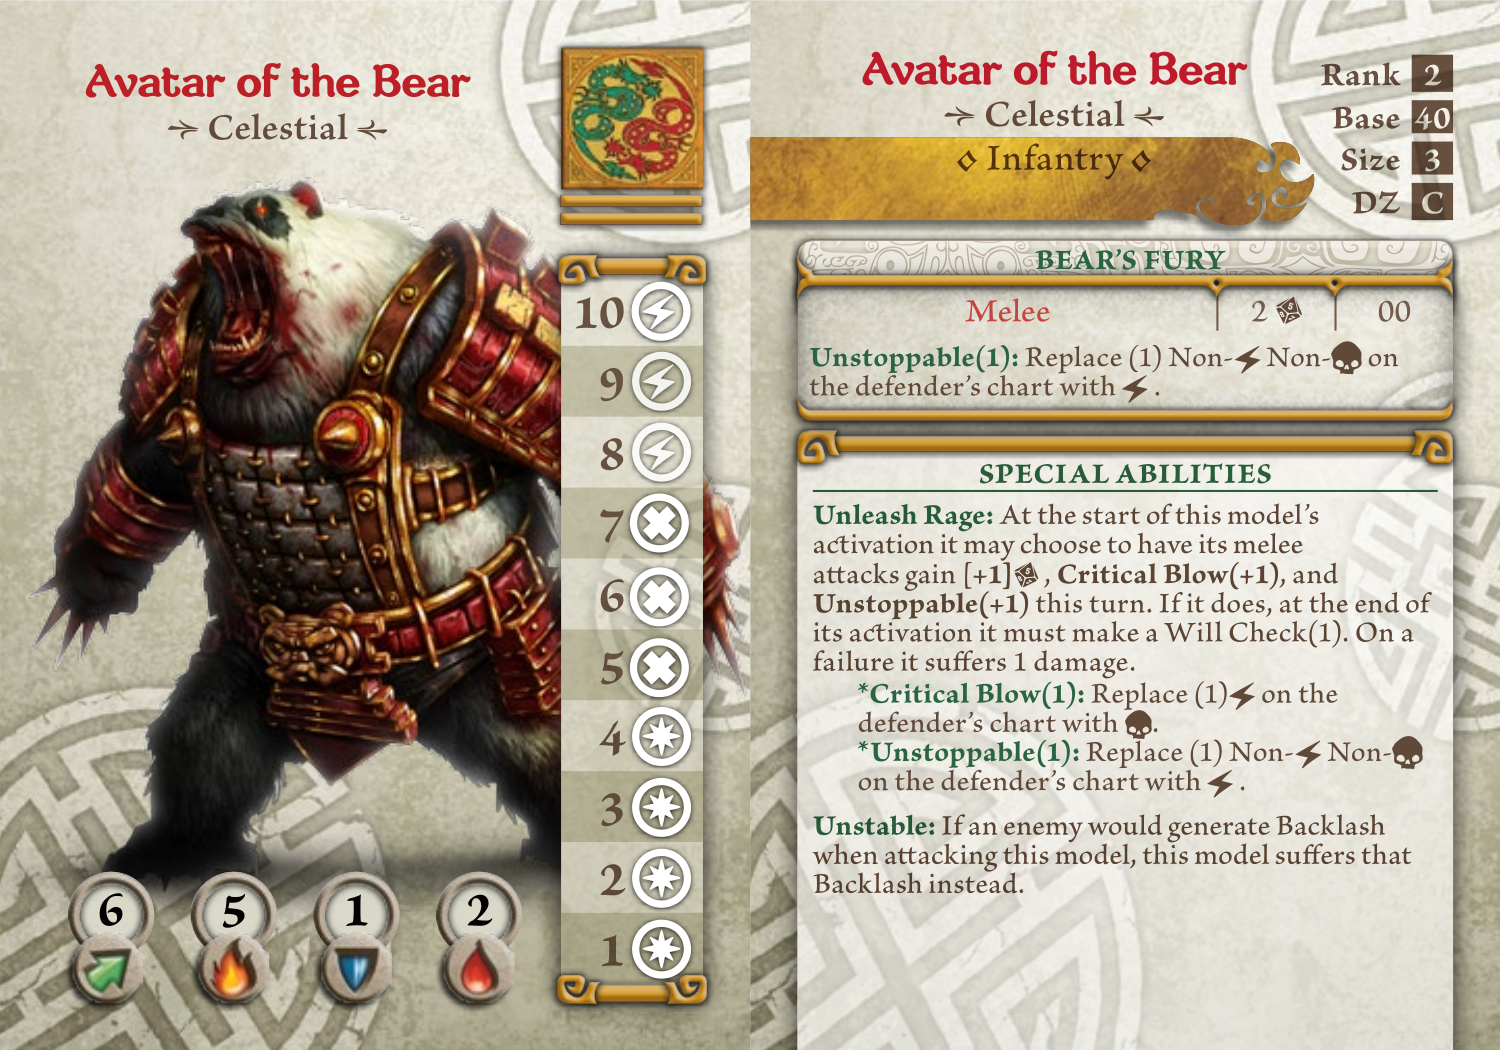 Avatar of the Bear
Celestial
10
9
8
7
6
5
4
3
2
1
6 5 1 2
Avatar of the Bear
Celestial
Infantry
Rank 2
Base 40
Size 3
DZ C
BEAR'S FURY
Melee 2 00
Unstoppable(1): Replace (1) Non- Non- on
the defender's chart with .
SPECIAL ABILITIES
Unleash Rage: At the start of this model's
activation it may choose to have its melee
attacks gain [+1] , Critical Blow(+1), and
Unstoppable(+1) this turn. If it does, at the end of
its activation it must make a Will Check(1). On a
failure it suffers 1 damage.
*Critical Blow(1): Replace (1) on the
defender's chart with .
*Unstoppable(1): Replace (1) Non- Non-
on the defender's chart with .
Unstable: If an enemy would generate Backlash
when attacking this model, this model suffers that
Backlash instead.